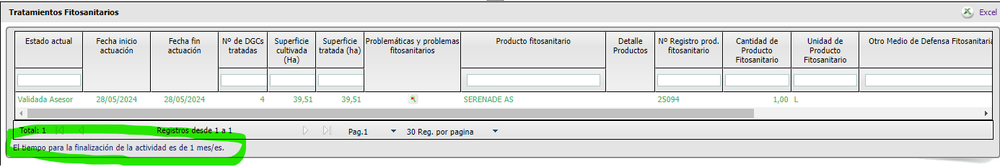 Tratamientos Fitosanitarios
Excel
Estado actual
Fecha inicio
actuación
Fecha fin
actuación
Nº de DGCs
tratadas
Superficie
cultivada
(Ha)
Superficie
tratada (ha)
Problemáticas y problemas
fitosanitarios
Producto fitosanitario
Detalle
Productos
Nº Registro prod.
fitosanitario
Cantidad de
Producto
Fitosanitario
Unidad de
Producto
Fitosanitario
Otro Medio de Defensa Fitosanitaria
Validada Asesor 28/05/2024 28/05/2024 4 39,51 39,51 SERENADE AS 25094 1,00 L
Total: 1 Registros desde 1 a 1 Pag.1 30 Reg. por pagina
El tiempo para la finalización de la actividad es de 1 mes/es.